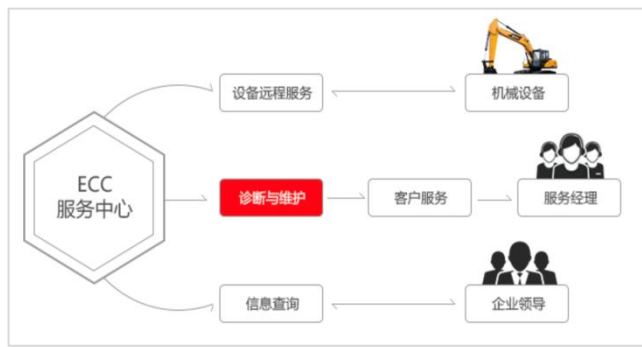 设备远程服务
机械设备
ECC
服务中心
诊断与维护
客户服务
服务经理
信息查询
企业领导